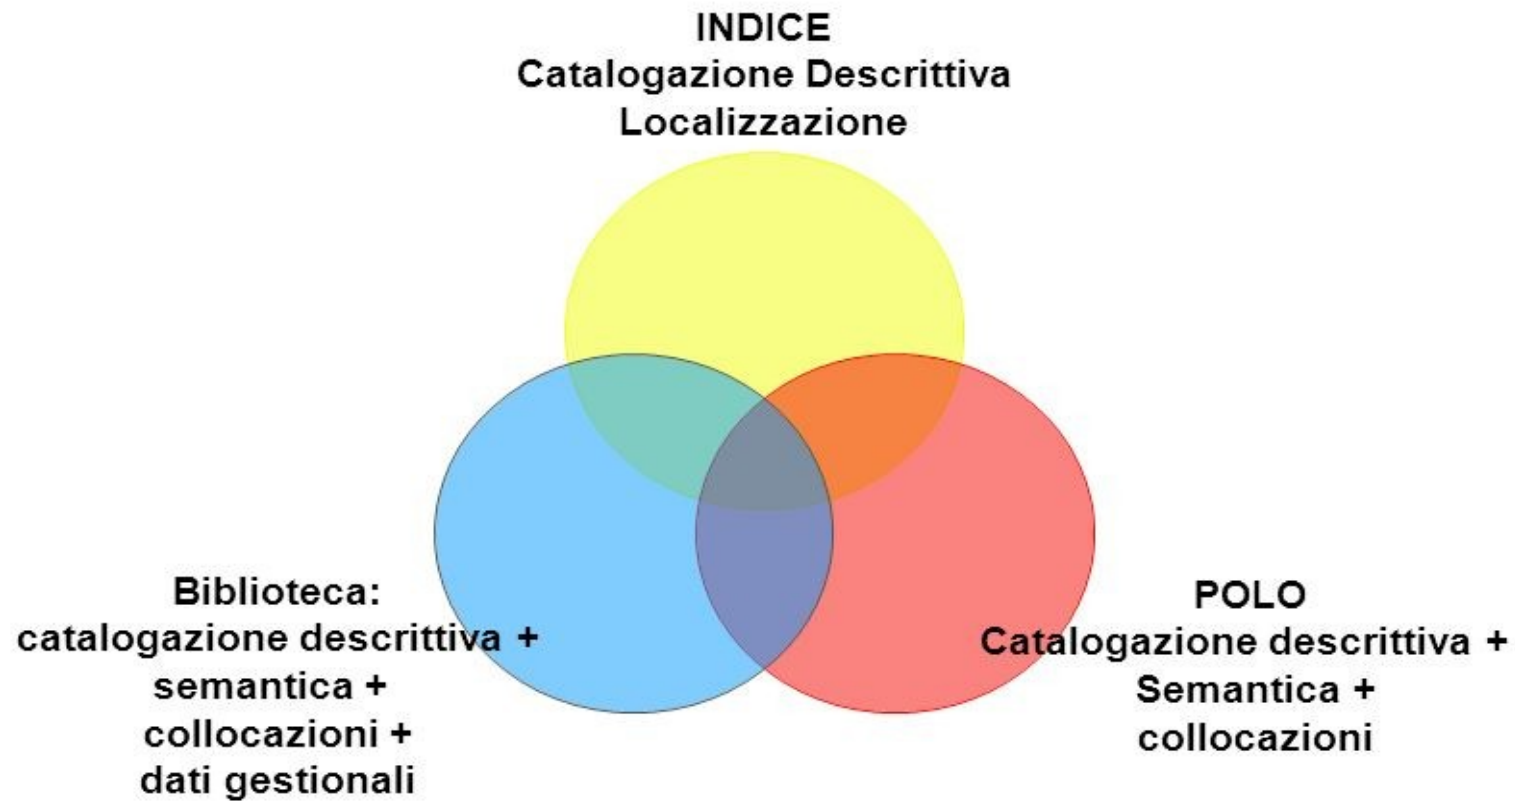 INDICE
Catalogazione Descrittiva
Localizzazione
Biblioteca:
catalogazione descrittiva +
semantica +
collocazioni +
dati gestionali
POLO
Catalogazione descrittiva +
Semantica +
collocazioni